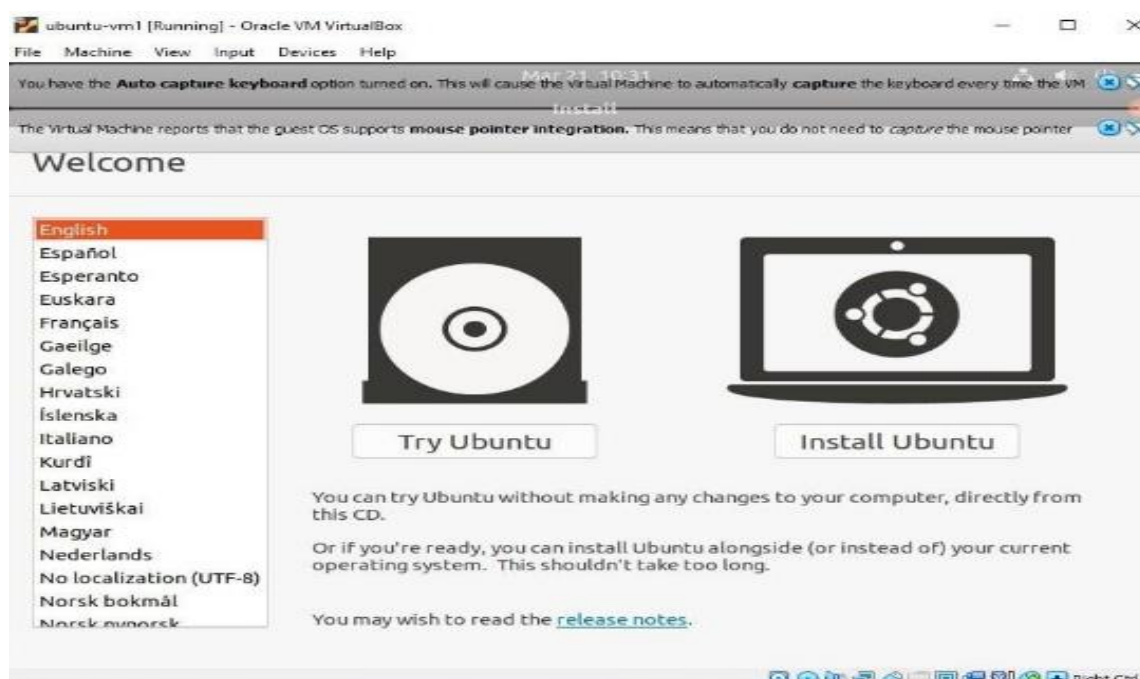 ubuntu-vm1 [Running] - Oracle VM VirtualBox
File Machine View Input Devices Help
Mar 21 10:31
You have the Auto capture keyboard option turned on. This will cause the Virtual Machine to automatically capture the keyboard every time the VM
Install
The Virtual Machine reports that the guest OS supports mouse pointer integration. This means that you do not need to capture the mouse pointer
Welcome
English
Español
Esperanto
Euskara
Français
Gaeilge
Galego
Hrvatski
Íslenska
Italiano
Kurdî
Latviski
Lietuviškai
Magyar
Nederlands
No localization (UTF-8)
Norsk bokmål
Norsk nynorsk
Try Ubuntu
Install Ubuntu
You can try Ubuntu without making any changes to your computer, directly from
this CD.
Or if you're ready, you can install Ubuntu alongside (or instead of) your current
operating system. This shouldn't take too long.
You may wish to read the release notes.
Right Ctrl